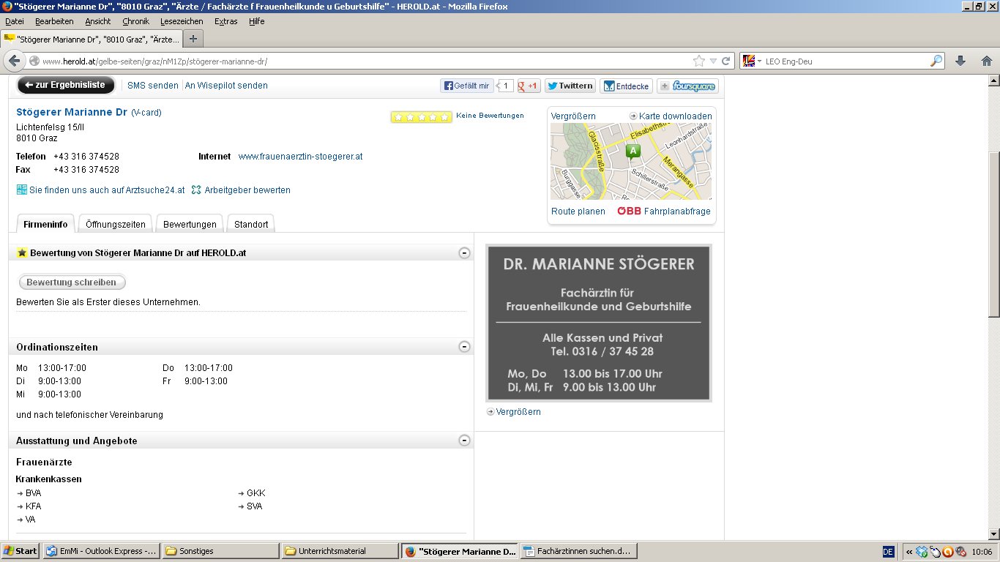 "Stögerer Marianne Dr", "8010 Graz", "Ärzte / Fachärzte f Frauenheilkunde u Geburtshilfe" - HEROLD.at - Mozilla Firefox
Datei Bearbeiten Ansicht Chronik Lesezeichen Extras Hilfe
"Stögerer Marianne Dr", "8010 Graz", "Ärzte... +
www.herold.at/gelbe-seiten/graz/nM1Zp/stögerer-marianne-dr/ LEO Eng-Deu
zur Ergebnisliste SMS senden An Wisepilot senden Gefällt mir 1 g +1 Twittern Entdecke + foursquare
Stögerer Marianne Dr (V-card) Keine Bewertungen
Lichtenfelsg 15/II
8010 Graz
Telefon +43 316 374528 Internet www.frauenaerztin-stoegerer.at
Fax +43 316 374528
Sie finden uns auch auf Arztsuche24.at Arbeitgeber bewerten
Vergrößern Karte downloaden
Elisabethstraße
Leonhardstraße
Glacisstraße
A
Merangasse
Schillerstraße
Burggasse
Route planen ÖBB Fahrplanabfrage
Firmeninfo Öffnungszeiten Bewertungen Standort
Bewertung von Stögerer Marianne Dr auf HEROLD.at
Bewertung schreiben
Bewerten Sie als Erster dieses Unternehmen.
Ordinationszeiten
Mo 13:00-17:00 Do 13:00-17:00
Di 9:00-13:00 Fr 9:00-13:00
Mi 9:00-13:00
und nach telefonischer Vereinbarung
Ausstattung und Angebote
Frauenärzte
Krankenkassen
BVA GKK
KFA SVA
VA
DR. MARIANNE STÖGERER
Fachärztin für
Frauenheilkunde und Geburtshilfe
Alle Kassen und Privat
Tel. 0316 / 37 45 28
Mo, Do 13.00 bis 17.00 Uhr
Di, Mi, Fr 9.00 bis 13.00 Uhr
Vergrößern
Start EmMi - Outlook Express -... Sonstiges Unterrichtsmaterial "Stögerer Marianne D... Fachärztinnen suchen.d... DE « 10:06